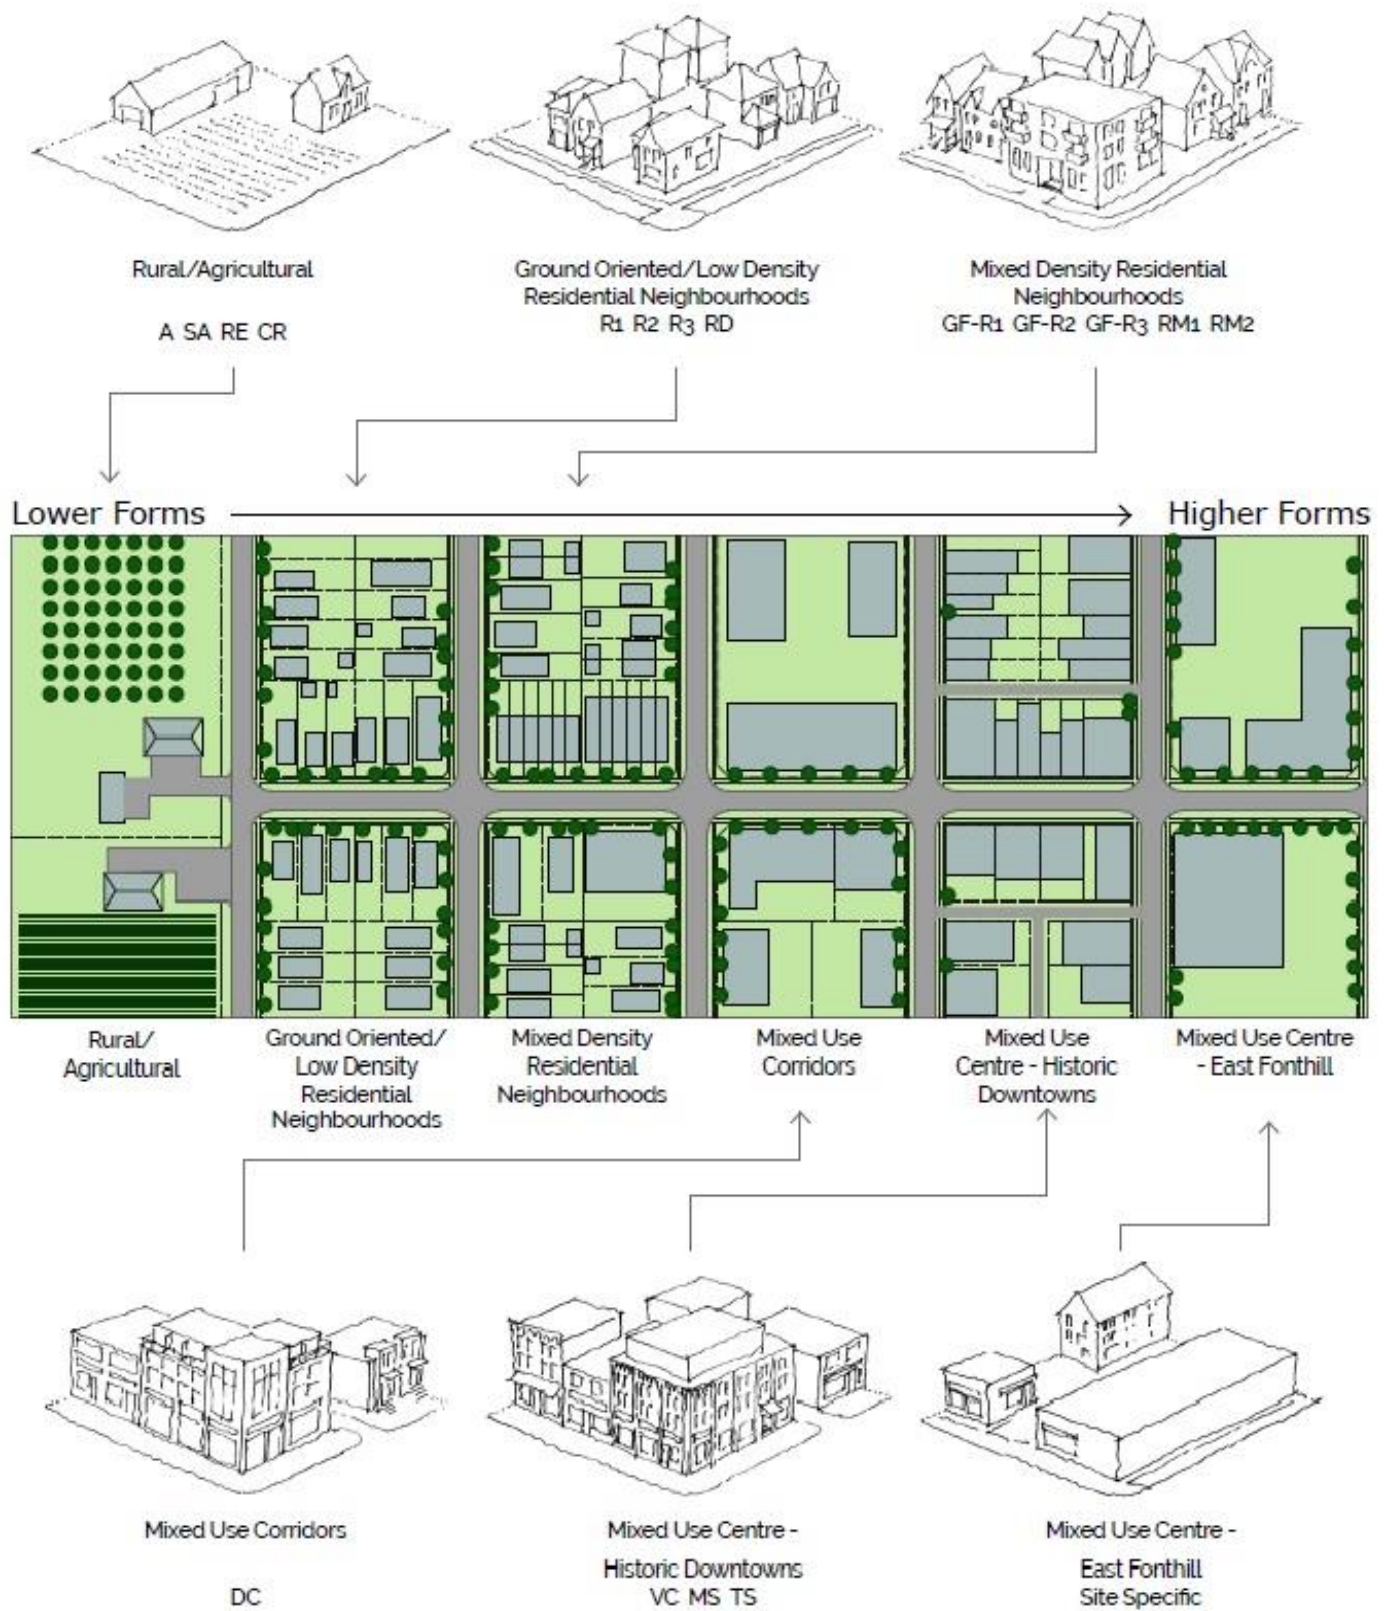 Rural/Agricultural
A SA RE CR
Ground Oriented/Low Density
Residential Neighbourhoods
R1 R2 R3 RD
Mixed Density Residential
Neighbourhoods
GF-R1 GF-R2 GF-R3 RM1 RM2
Lower Forms
Higher Forms
Rural/
Agricultural
Ground Oriented/
Low Density
Residential
Neighbourhoods
Mixed Density
Residential
Neighbourhoods
Mixed Use
Corridors
Mixed Use
Centre - Historic
Downtowns
Mixed Use Centre
- East Fonthill
Mixed Use Corridors
DC
Mixed Use Centre -
Historic Downtowns
VC MS TS
Mixed Use Centre -
East Fonthill
Site Specific